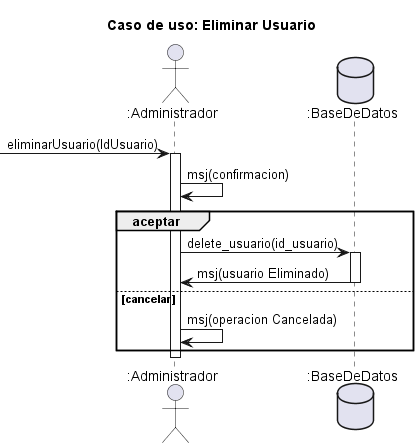 Caso de uso: Eliminar Usuario
:Administrador
:BaseDeDatos
eliminarUsuario(IdUsuario)
msj(confirmacion)
aceptar
delete_usuario(id_usuario)
msj(usuario Eliminado)
[cancelar]
msj(operacion Cancelada)
:Administrador
:BaseDeDatos